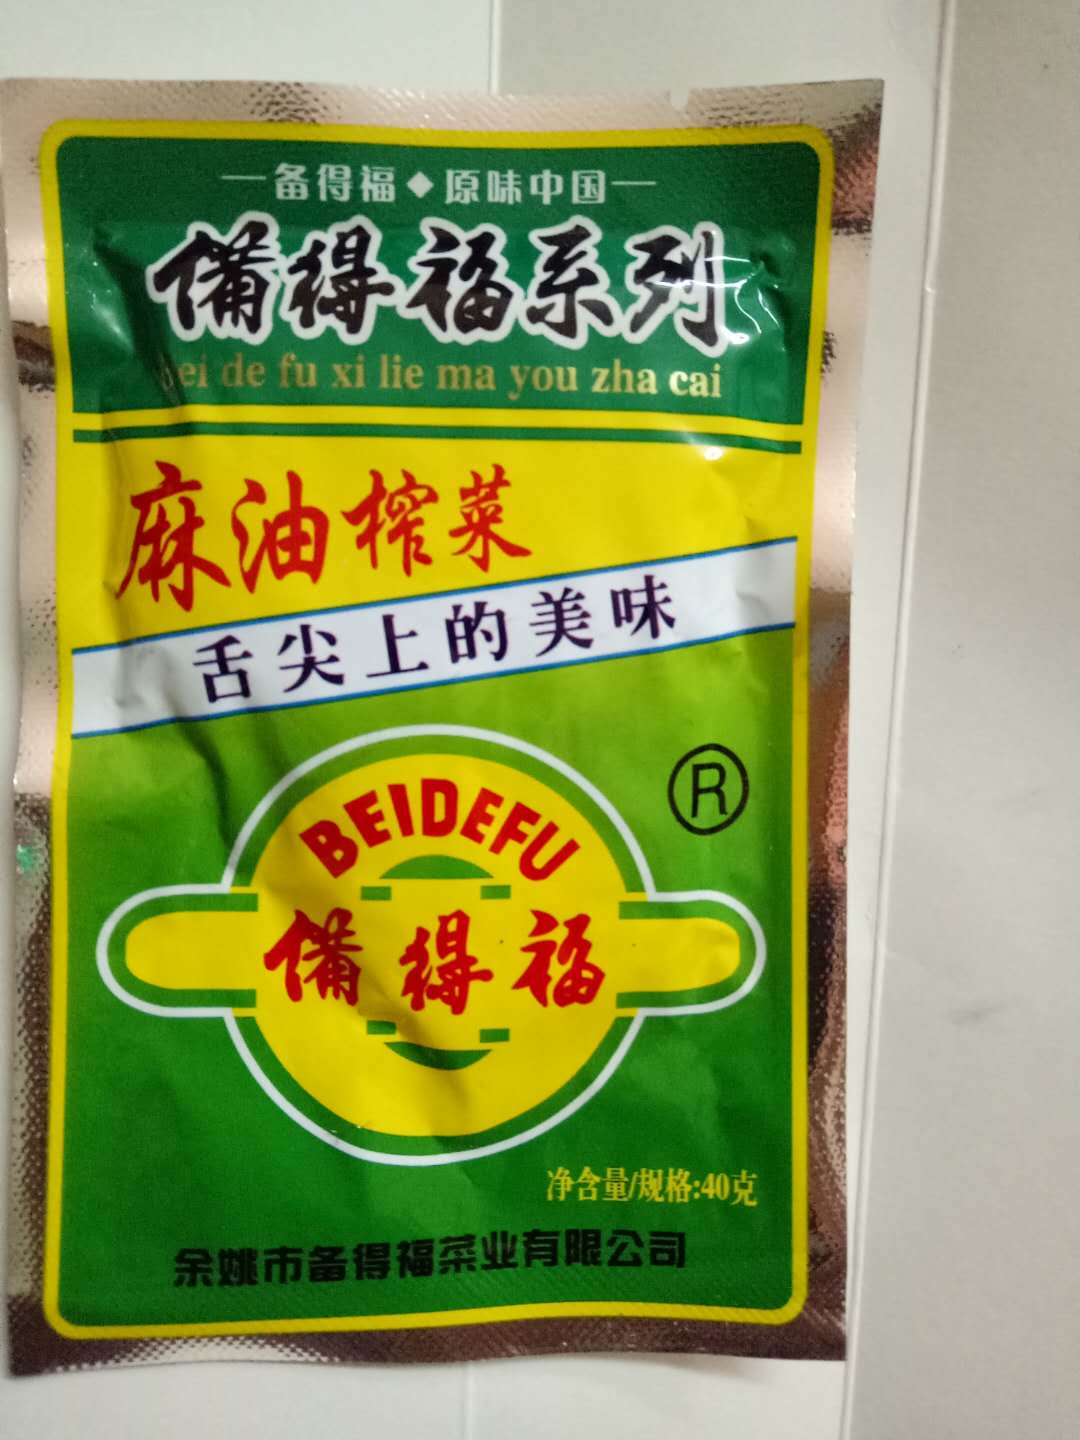 备得福◆原味中国
備得福系列
bei de fu xi lie ma you zha cai
麻油榨菜
舌尖上的美味
®
BEIDEFU
備得福
净含量/规格:40克
余姚市备得福菜业有限公司